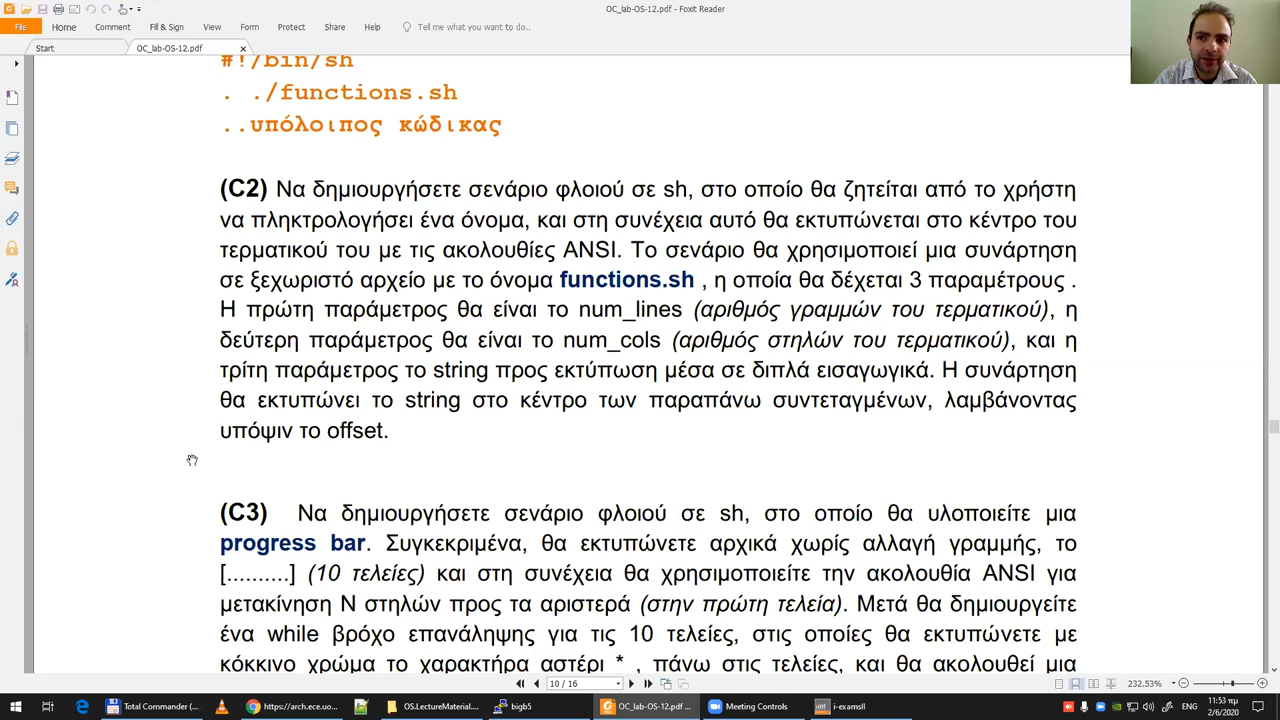 OC_lab-OS-12.pdf - Foxit Reader
File Home Comment Fill & Sign Form Protect Share Help Tell me what you want to do..
Start OC_lab-OS-12.pdf
#!/bin/sh
. ./functions.sh
..υπόλοιπος κώδικας
(C2) Να δημιουργήσετε σενάριο φλοιού σε sh, στο οποίο θα ζητείται από το χρήστη
να πληκτρολογήσει ένα όνομα, και στη συνέχεια αυτό θα εκτυπώνεται στο κέντρο του
τερματικού του με τις ακολουθίες ANSI. Το σενάριο θα χρησιμοποιεί μια συνάρτηση
σε ξεχωριστό αρχείο με το όνομα functions.sh , η οποία θα δέχεται 3 παραμέτρους .
Η πρώτη παράμετρος θα είναι το num_lines (αριθμός γραμμών του τερματικού), η
δεύτερη παράμετρος θα είναι το num_cols (αριθμός στηλών του τερματικού), και η
τρίτη παράμετρος το string προς εκτύπωση μέσα σε διπλά εισαγωγικά. Η συνάρτηση
θα εκτυπώνει το string στο κέντρο των παραπάνω συντεταγμένων, λαμβάνοντας
υπόψιν το offset.
(C3) Να δημιουργήσετε σενάριο φλοιού σε sh, στο οποίο θα υλοποιείτε μια
progress bar. Συγκεκριμένα, θα εκτυπώνετε αρχικά χωρίς αλλαγή γραμμής, το
[..........] (10 τελείες) και στη συνέχεια θα χρησιμοποιείτε την ακολουθία ANSI για
μετακίνηση N στηλών προς τα αριστερά (στην πρώτη τελεία). Μετά θα δημιουργείτε
ένα while βρόχο επανάληψης για τις 10 τελείες, στις οποίες θα εκτυπώνετε με
κόκκινο χρώμα το χαρακτήρα αστέρι * , πάνω στις τελείες, και θα ακολουθεί μια
10 / 16 232.53%
Total Commander ... https://arch.ece.uo... OS.LectureMaterial... bigb5 OC_lab-OS-12.pdf ... Meeting Controls i-examsll ΕΝG 11:53 πμ
2/6/2020